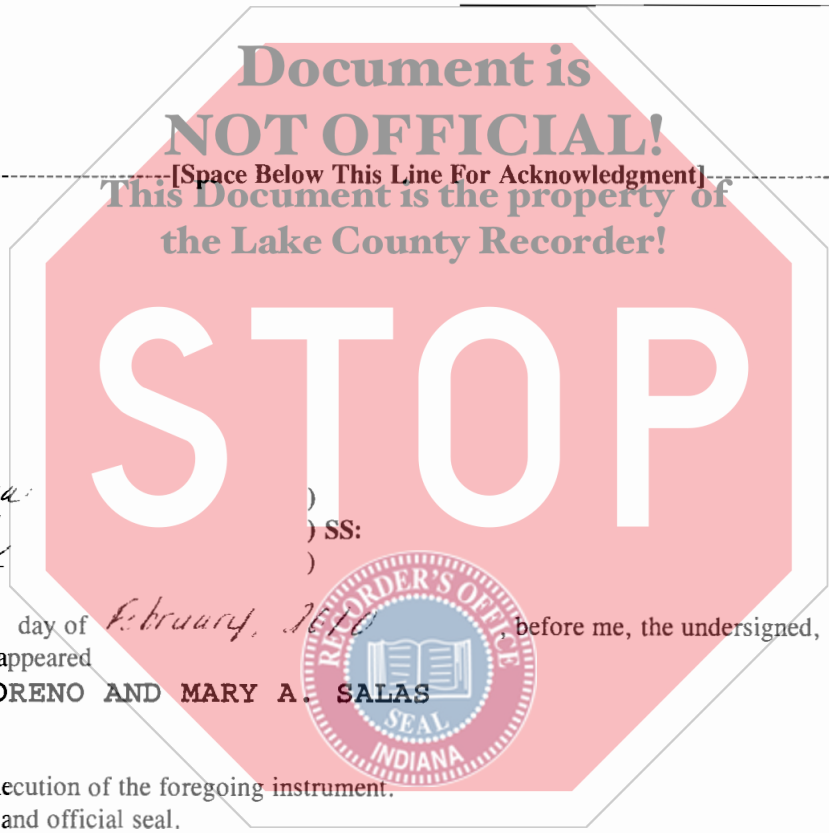 Document is
NOT OFFICIAL!
[Space Below This Line For Acknowledgment]
This Document is the property of
the Lake County Recorder!
STOP
)
) SS:
)
day of February, 2010, before me, the undersigned,
appeared
ORENO AND MARY A. SALAS
RECORDER'S OFFICE
SEAL
INDIANA
ecution of the foregoing instrument.
and official seal.